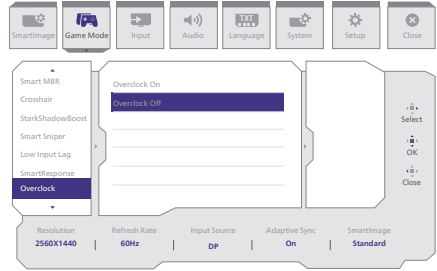 SmartImage
Game Mode
Input
Audio
TXT
Language
System
Setup
Close
Smart MBR
Crosshair
StarkShadowBoost
Smart Sniper
Low Input Lag
SmartResponse
Overclock
Overclock On
Overclock Off
Select
OK
Close
Resolution
2560X1440
Refresh Rate
60Hz
Input Source
DP
Adaptive Sync
On
SmartImage
Standard